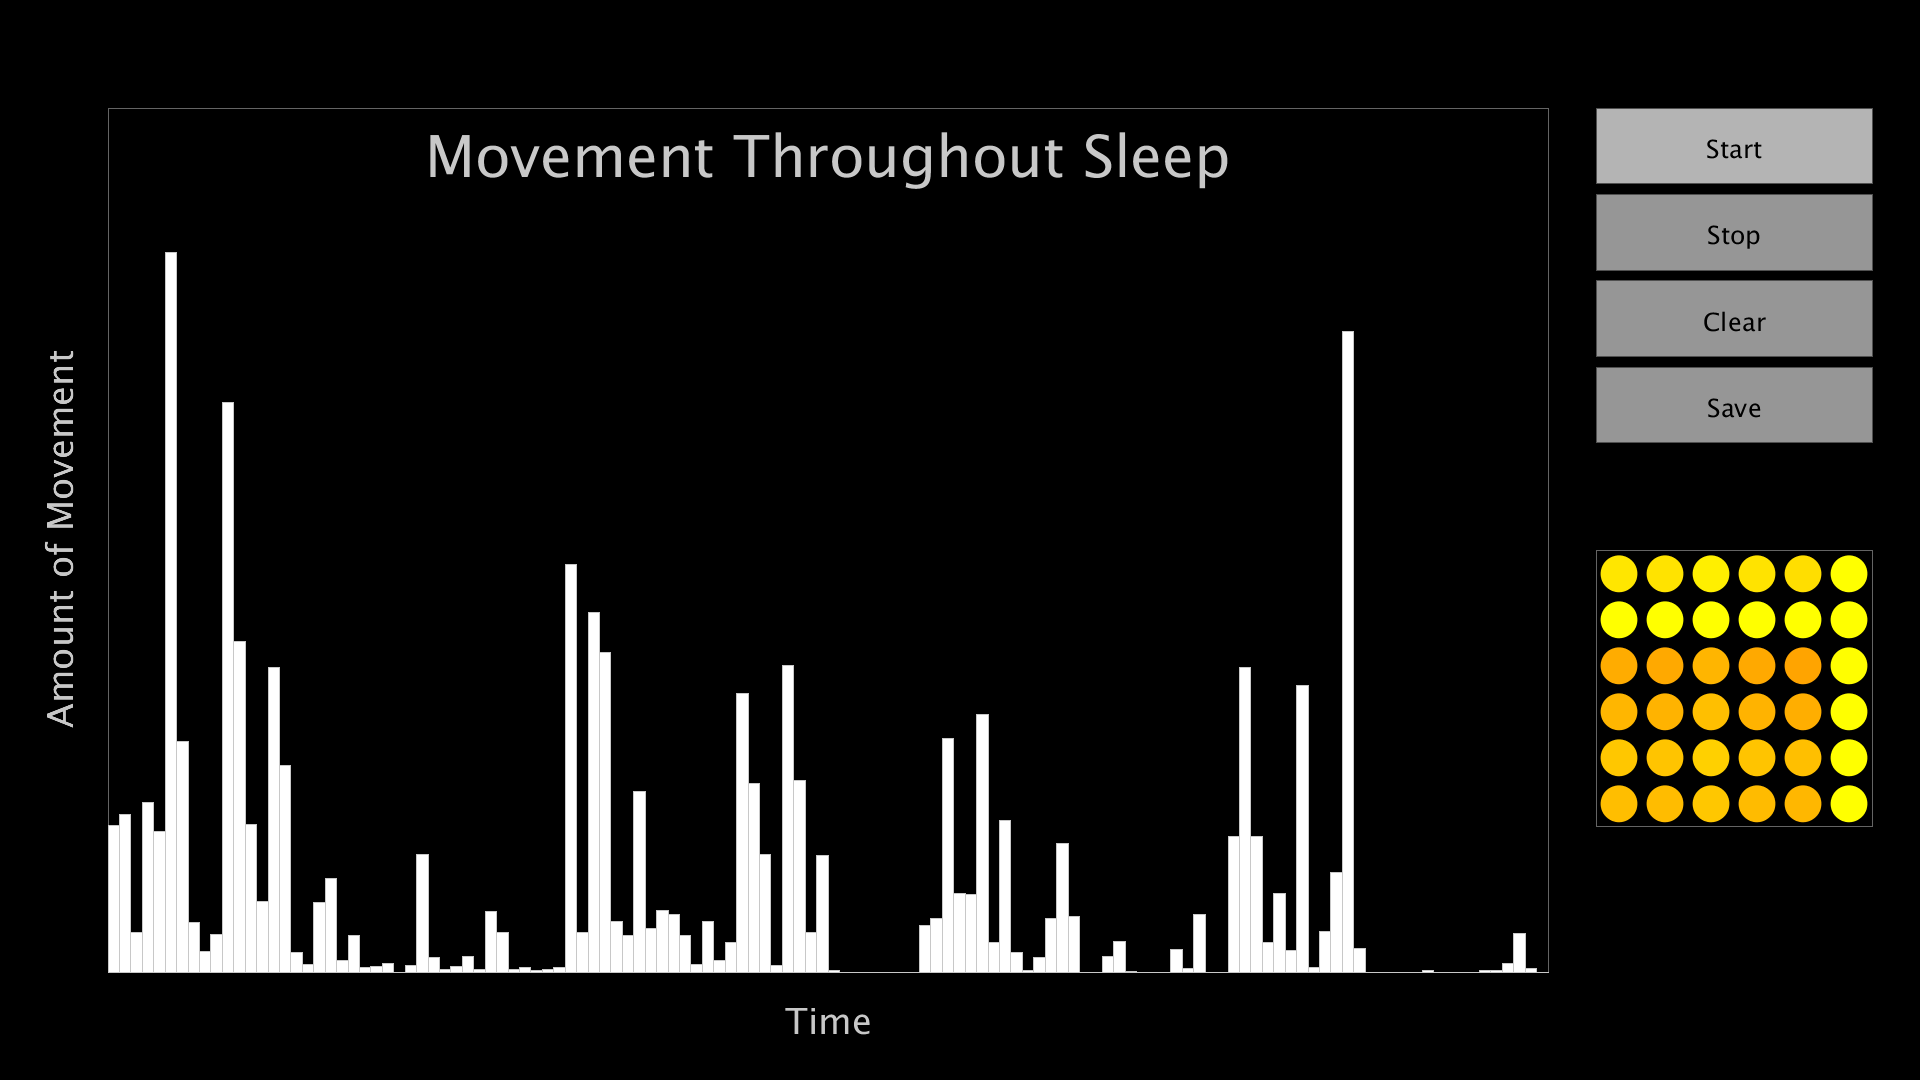 Movement Throughout Sleep
Amount of Movement
Time
Start
Stop
Clear
Save